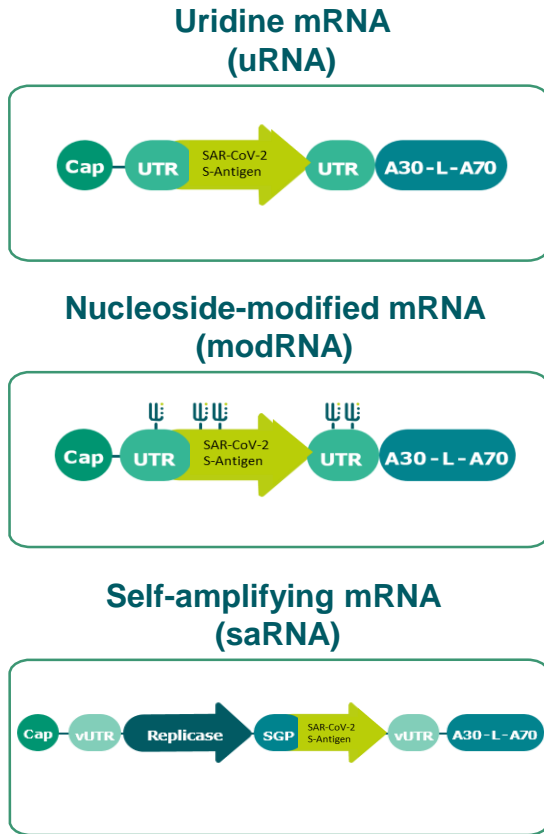 Uridine mRNA
(uRNA)
Cap UTR SAR-CoV-2 UTR A30-L-A70
S-Antigen
Nucleoside-modified mRNA
(modRNA)
Cap UTR SAR-CoV-2 UTR A30-L-A70
S-Antigen
Self-amplifying mRNA
(saRNA)
Cap vUTR Replicase SGP SAR-CoV-2 vUTR A30-L-A70
S-Antigen